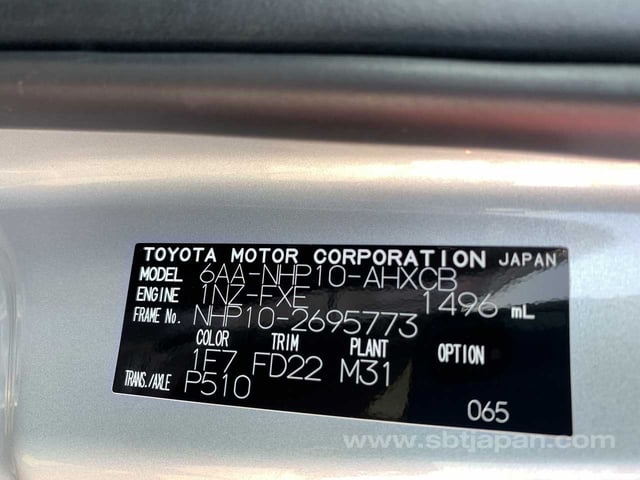 TOYOTA MOTOR CORPORATION JAPAN
MODEL 6AA-NHP10-AHXCB
ENGINE 1NZ-FXE 1496 mL
FRAME No. NHP10-2695773
COLOR TRIM PLANT OPTION
1F7 FD22 M31
TRANS./AXLE P510
065
www.sbtjapan.com